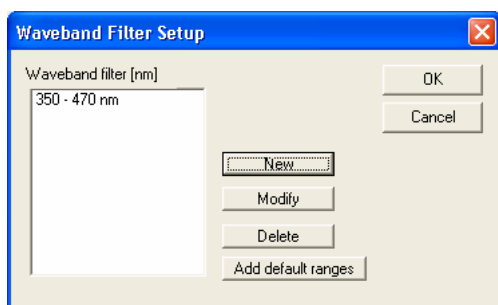 Waveband Filter Setup
Waveband filter [nm]
350 - 470 nm
OK
Cancel
New
Modify
Delete
Add default ranges